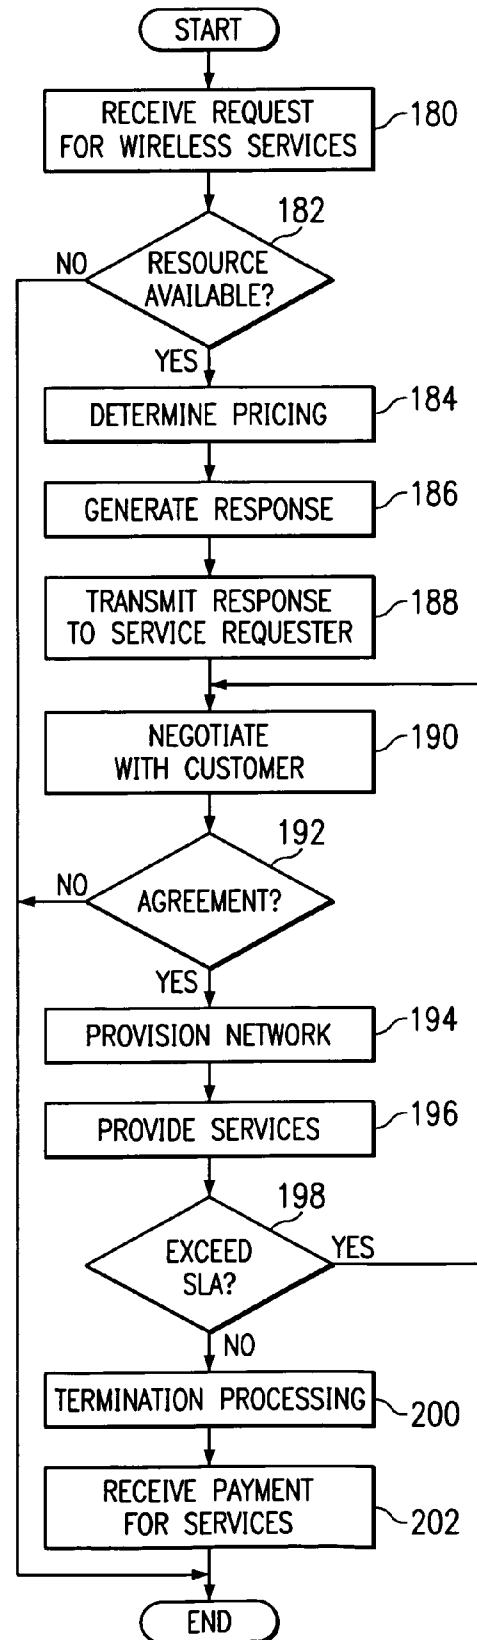 START
RECEIVE REQUEST
FOR WIRELESS SERVICES
180
182
NO
RESOURCE
AVAILABLE?
YES
DETERMINE PRICING
184
GENERATE RESPONSE
186
TRANSMIT RESPONSE
TO SERVICE REQUESTER
188
NEGOTIATE
WITH CUSTOMER
190
192
NO
AGREEMENT?
YES
PROVISION NETWORK
194
PROVIDE SERVICES
196
198
EXCEED
SLA?
YES
NO
TERMINATION PROCESSING
200
RECEIVE PAYMENT
FOR SERVICES
202
END